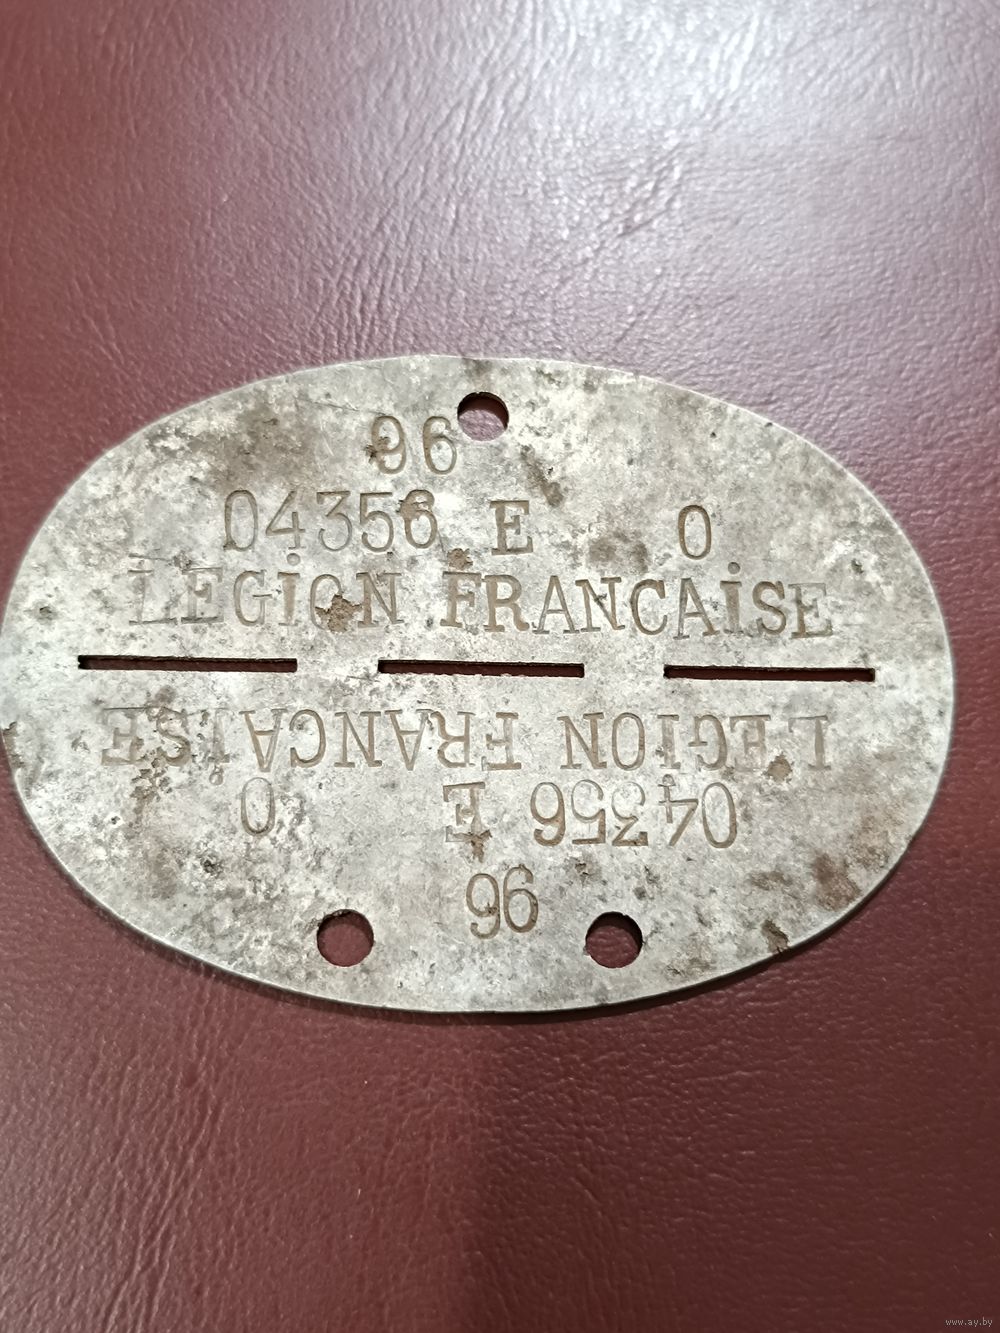 96
04356 E 0
LEGiON FRANCAiSE
LEGION FRANCAiSE
04356 E 0
96
www.ay.by